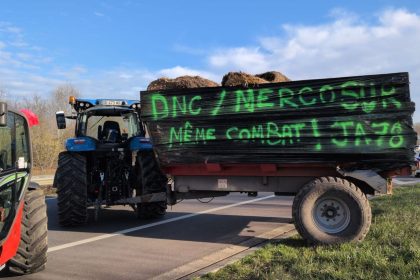 DNC / MERCOSUR
MÊME COMBAT ! JA78